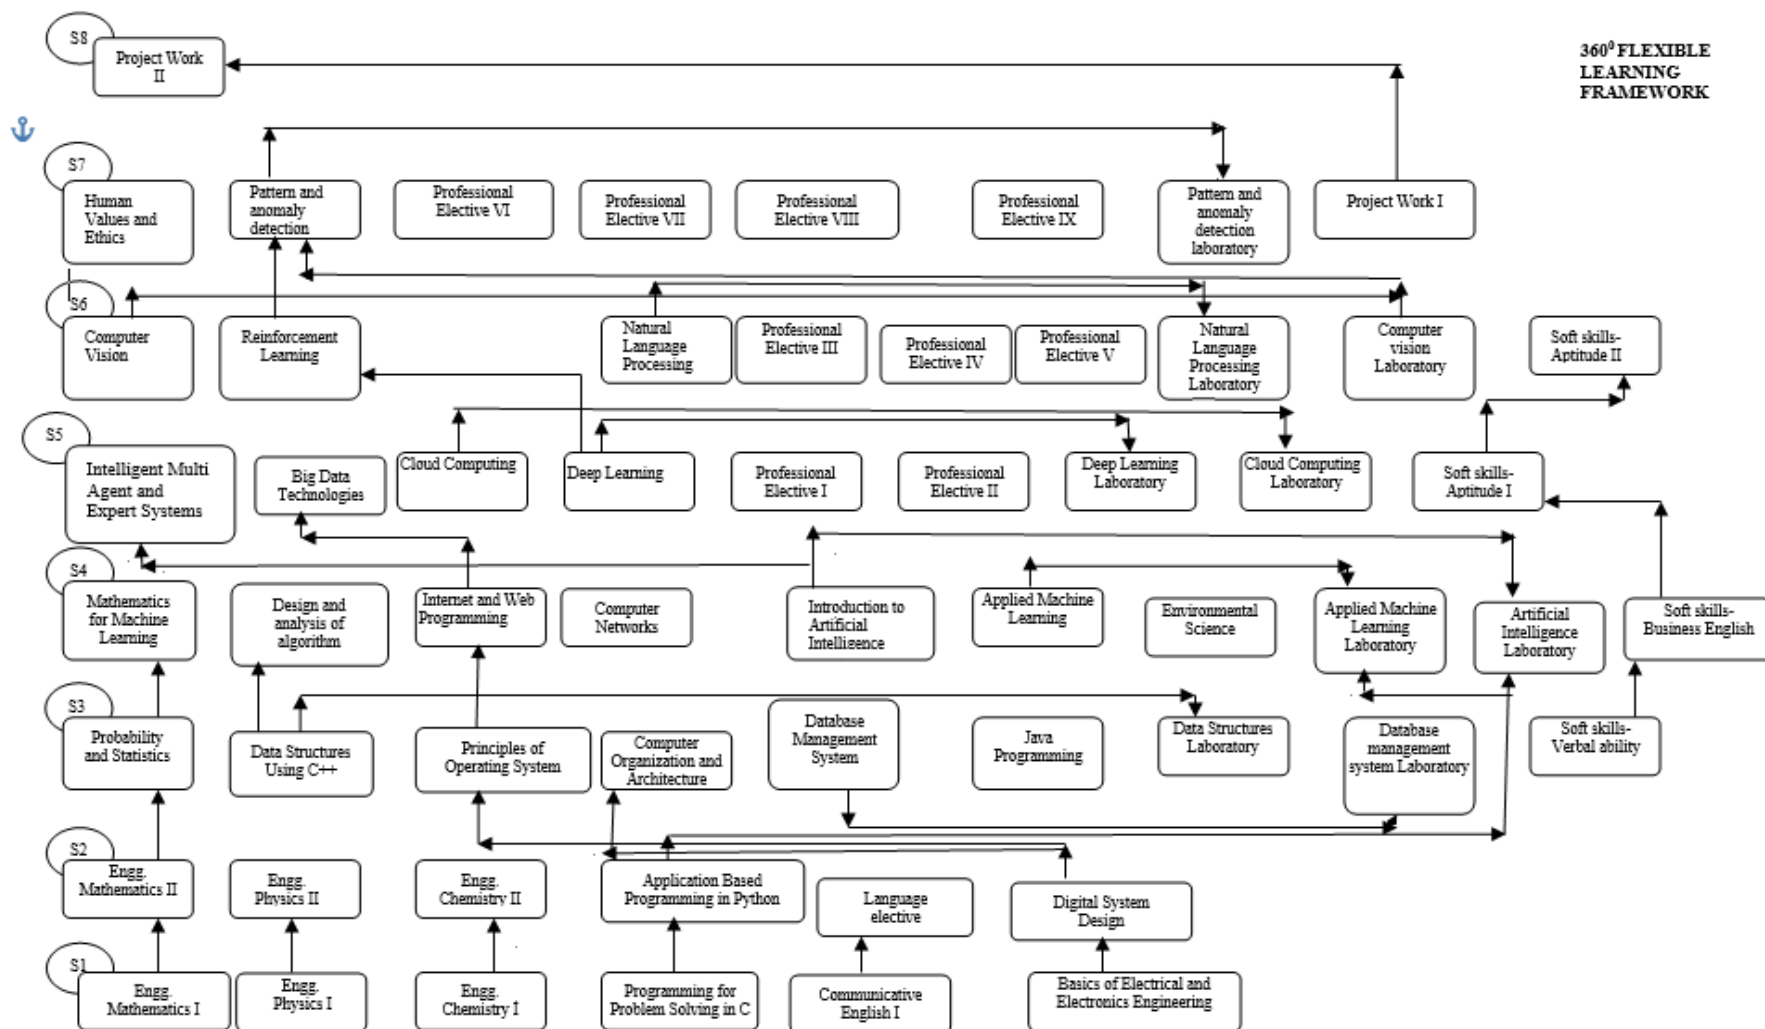 S8
Project Work
II
360⁰ FLEXIBLE
LEARNING
FRAMEWORK
S7
Human
Values and
Ethics
Pattern and
anomaly
detection
Professional
Elective VI
Professional
Elective VII
Professional
Elective VIII
Professional
Elective IX
Pattern and
anomaly
detection
laboratory
Project Work I
S6
Computer
Vision
Reinforcement
Learning
Natural
Language
Processing
Professional
Elective III
Professional
Elective IV
Professional
Elective V
Natural
Language
Processing
Laboratory
Computer
vision
Laboratory
Soft skills-
Aptitude II
S5
Intelligent Multi
Agent and
Expert Systems
Big Data
Technologies
Cloud Computing
Deep Learning
Professional
Elective I
Professional
Elective II
Deep Learning
Laboratory
Cloud Computing
Laboratory
Soft skills-
Aptitude I
S4
Mathematics
for Machine
Learning
Design and
analysis of
algorithm
Internet and Web
Programming
Computer
Networks
Introduction to
Artificial
Intelligence
Applied Machine
Learning
Environmental
Science
Applied Machine
Learning
Laboratory
Artificial
Intelligence
Laboratory
Soft skills-
Business English
S3
Probability
and Statistics
Data Structures
Using C++
Principles of
Operating System
Computer
Organization and
Architecture
Database
Management
System
Java
Programming
Data Structures
Laboratory
Database
management
system Laboratory
Soft skills-
Verbal ability
S2
Engg.
Mathematics II
Engg.
Physics II
Engg.
Chemistry II
Application Based
Programming in Python
Language
elective
Digital System
Design
S1
Engg.
Mathematics I
Engg.
Physics I
Engg.
Chemistry I
Programming for
Problem Solving in C
Communicative
English I
Basics of Electrical and
Electronics Engineering